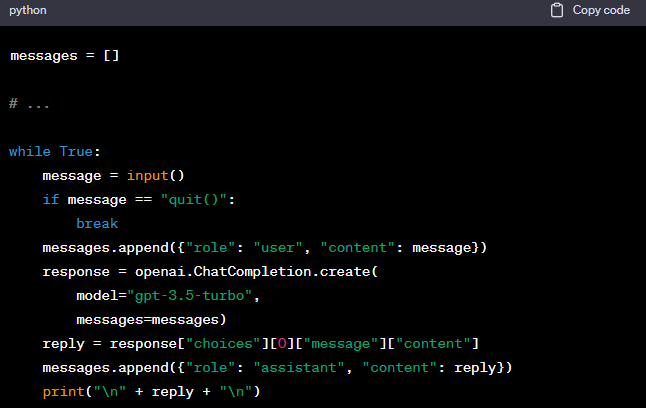 python
Copy code
messages = []
# ...
while True:
    message = input()
    if message == "quit()":
        break
    messages.append({"role": "user", "content": message})
    response = openai.ChatCompletion.create(
        model="gpt-3.5-turbo",
        messages=messages)
    reply = response["choices"][0]["message"]["content"]
    messages.append({"role": "assistant", "content": reply})
    print("\n" + reply + "\n")